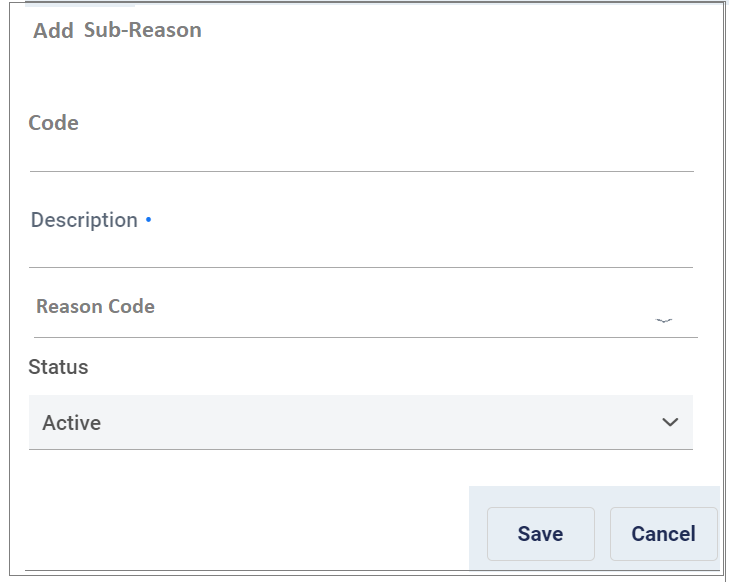 Add Sub-Reason
Code
Description •
Reason Code
Status
Active
Save Cancel